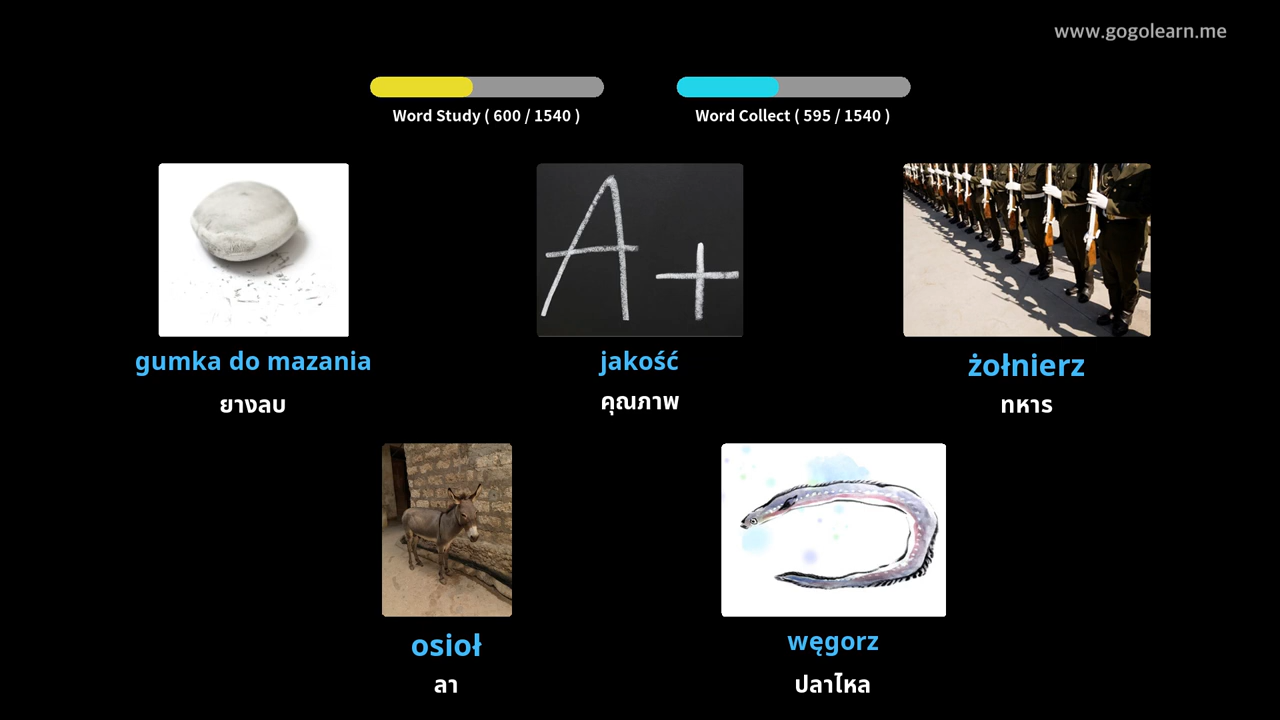 www.gogolearn.me
Word Study ( 600 / 1540 )
Word Collect ( 595 / 1540 )
A+
gumka do mazania
jakość
żołnierz
ยางลบ
คุณภาพ
ทหาร
osioł
węgorz
ลา
ปลาไหล